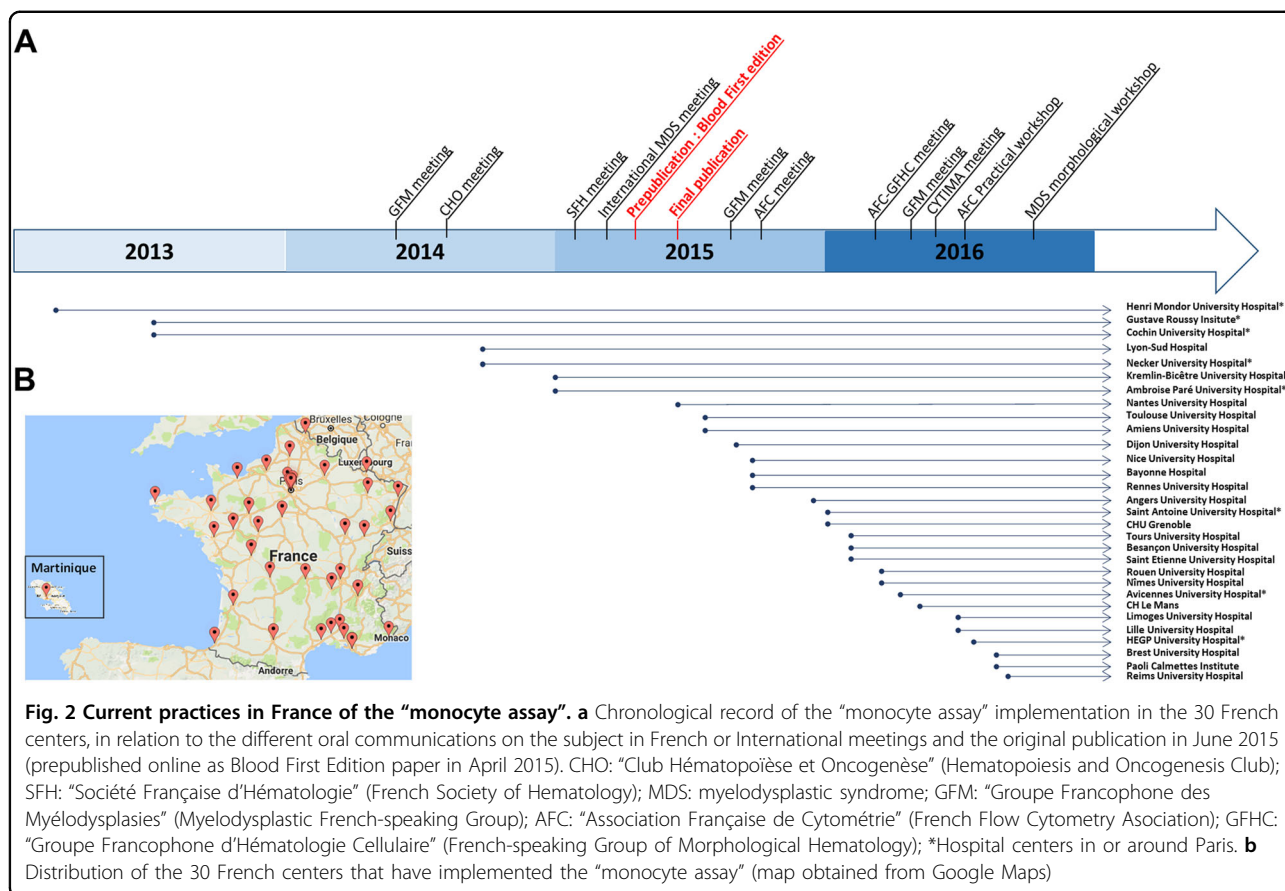 A
GFM meeting
CHO meeting
SFH meeting
International MDS meeting
Prepublication : Blood First edition
Final publication
GFM meeting
AFC meeting
AFC-GFHC meeting
GFM meeting
CYTIMA meeting
AFC Practical workshop
MDS morphological workshop
2013
2014
2015
2016
Henri Mondor University Hospital*
Gustave Roussy Insitute*
Cochin University Hospital*
Lyon-Sud Hospital
Necker University Hospital*
Kremlin-Bicêtre University Hospital
Ambroise Paré University Hospital*
Nantes University Hospital
Toulouse University Hospital
Amiens University Hospital
Dijon University Hospital
Nice University Hospital
Bayonne Hospital
Rennes University Hospital
Angers University Hospital
Saint Antoine University Hospital*
CHU Grenoble
Tours University Hospital
Besançon University Hospital
Saint Etienne University Hospital
Rouen University Hospital
Nîmes University Hospital
Avicennes University Hospital*
CH Le Mans
Limoges University Hospital
Lille University Hospital
HEGP University Hospital*
Brest University Hospital
Paoli Calmettes Institute
Reims University Hospital
B
Bruxelles
Cologne
Belgique
Fran
Luxembourg
Paris
France
Suiss
Martinique
Monaco
Andorre
Fig. 2 Current practices in France of the “monocyte assay”. a Chronological record of the “monocyte assay” implementation in the 30 French
centers, in relation to the different oral communications on the subject in French or International meetings and the original publication in June 2015
(prepublished online as Blood First Edition paper in April 2015). CHO: “Club Hématopoïèse et Oncogenèse” (Hematopoiesis and Oncogenesis Club);
SFH: “Société Française d’Hématologie” (French Society of Hematology); MDS: myelodysplastic syndrome; GFM: “Groupe Francophone des
Myélodysplasies” (Myelodysplastic French-speaking Group); AFC: “Association Française de Cytométrie” (French Flow Cytometry Asociation); GFHC:
“Groupe Francophone d’Hématologie Cellulaire” (French-speaking Group of Morphological Hematology); *Hospital centers in or around Paris. b
Distribution of the 30 French centers that have implemented the “monocyte assay” (map obtained from Google Maps)